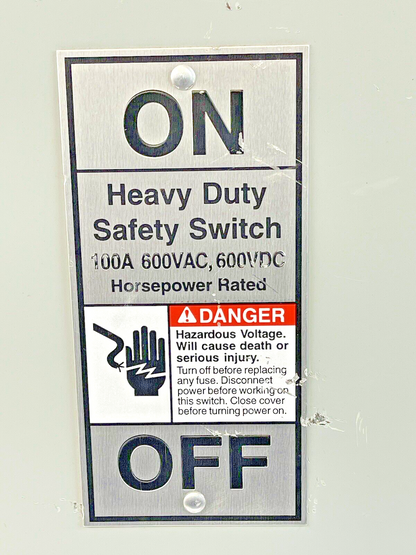 ON
Heavy Duty
Safety Switch
100A 600VAC, 600VDC
Horsepower Rated
DANGER
Hazardous Voltage.
Will cause death or
serious injury.
Turn off before replacing
any fuse. Disconnect
power before working on
this switch. Close cover
before turning power on.
OFF